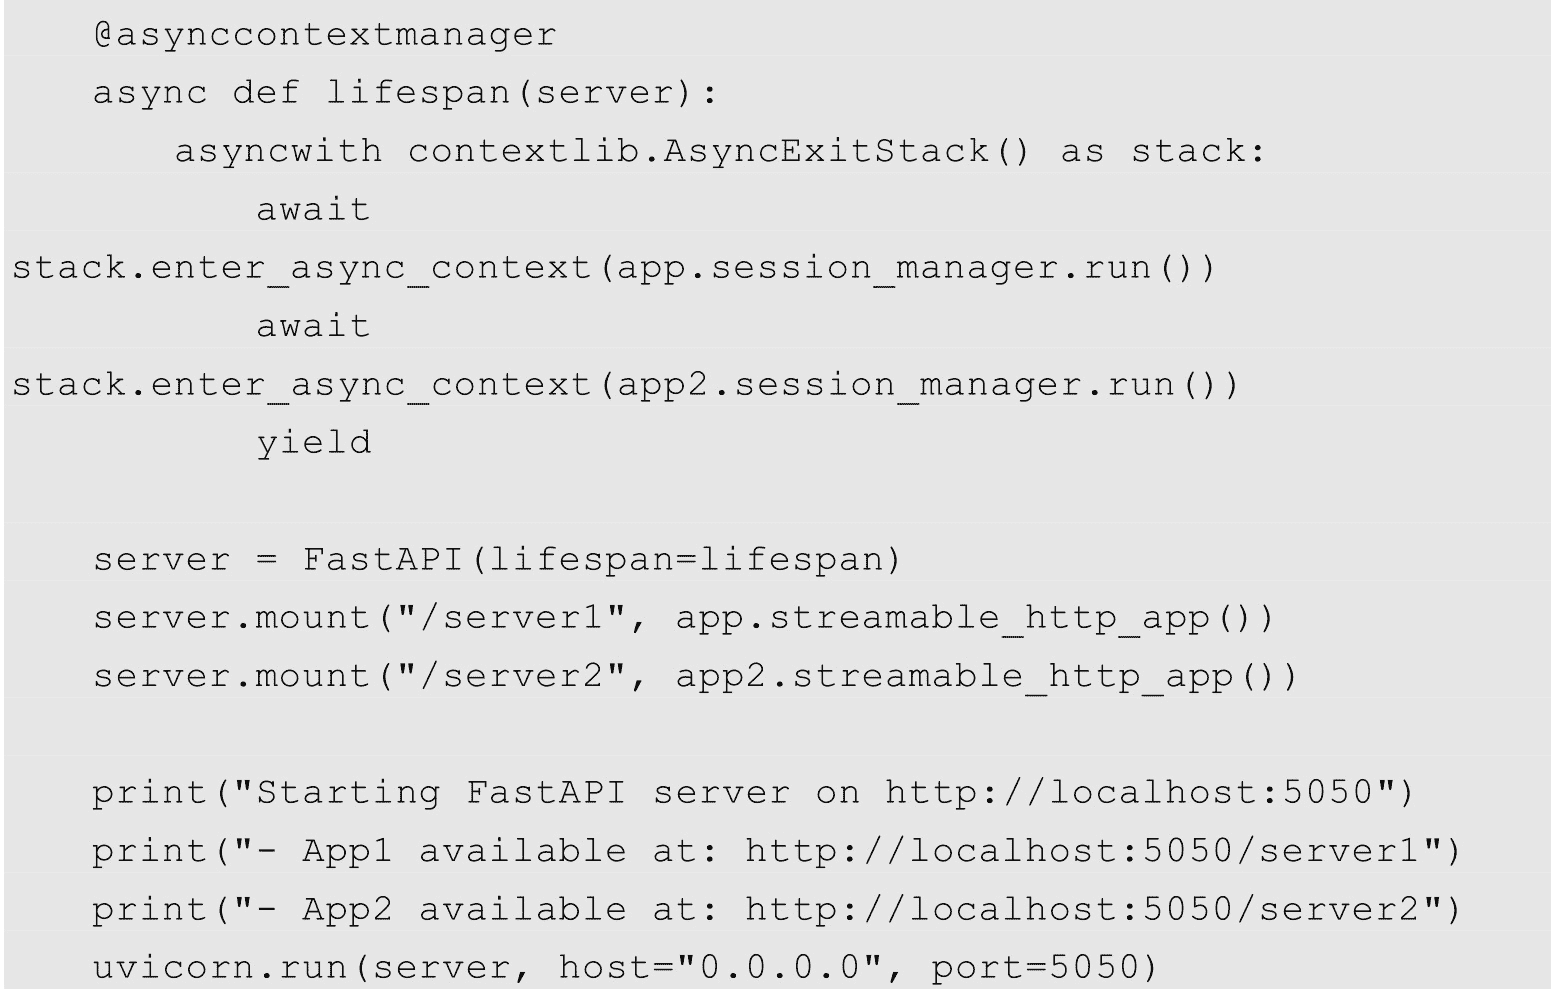 @asynccontextmanager
async def lifespan(server):
asyncwith contextlib.AsyncExitStack() as stack:
await
stack.enter_async_context(app.session_manager.run())
await
stack.enter_async_context(app2.session_manager.run())
yield
server = FastAPI(lifespan=lifespan)
server.mount("/server1", app.streamable_http_app())
server.mount("/server2", app2.streamable_http_app())
print("Starting FastAPI server on http://localhost:5050")
print("- App1 available at: http://localhost:5050/server1")
print("- App2 available at: http://localhost:5050/server2")
uvicorn.run(server, host="0.0.0.0", port=5050)